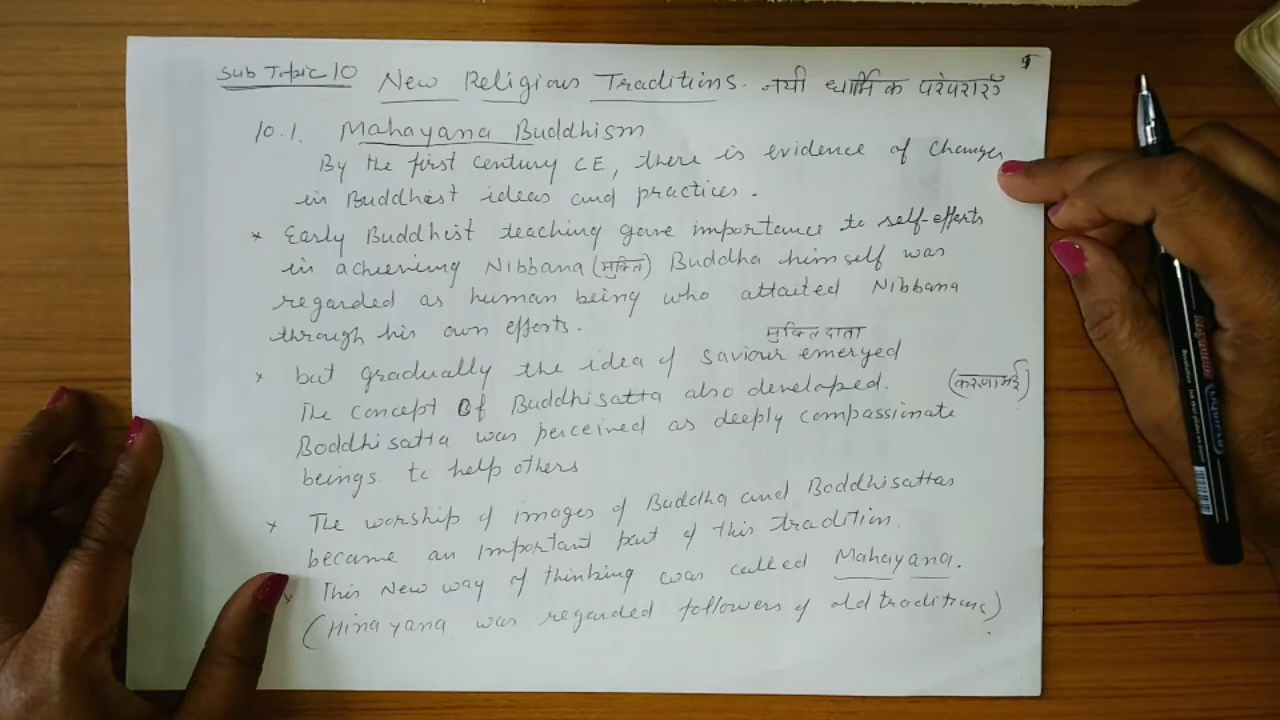 Sub Topic 10 New Religious Traditions. नयी धार्मिक परंपराएँ
10.1. Mahayana Buddhism
By the first century CE, there is evidence of changes
in Buddhist ideas and practices.
* Early Buddhist teaching gave importance to self-efforts
in achieving Nibbana (मुक्ति) Buddha himself was
regarded as human being who attaited Nibbana
through his own efforts.
मुक्तिदाता
* but gradually the idea of saviour emerged
The concept of Buddhisatta also developed. (करुणामई)
Boddhisatta was perceived as deeply compassionate
beings. to help others
* The worship of images of Buddha and Boddhisattas
became an important part of this tradition.
* This New way of thinking was called Mahayana.
(Hinayana was regarded followers of old traditions)